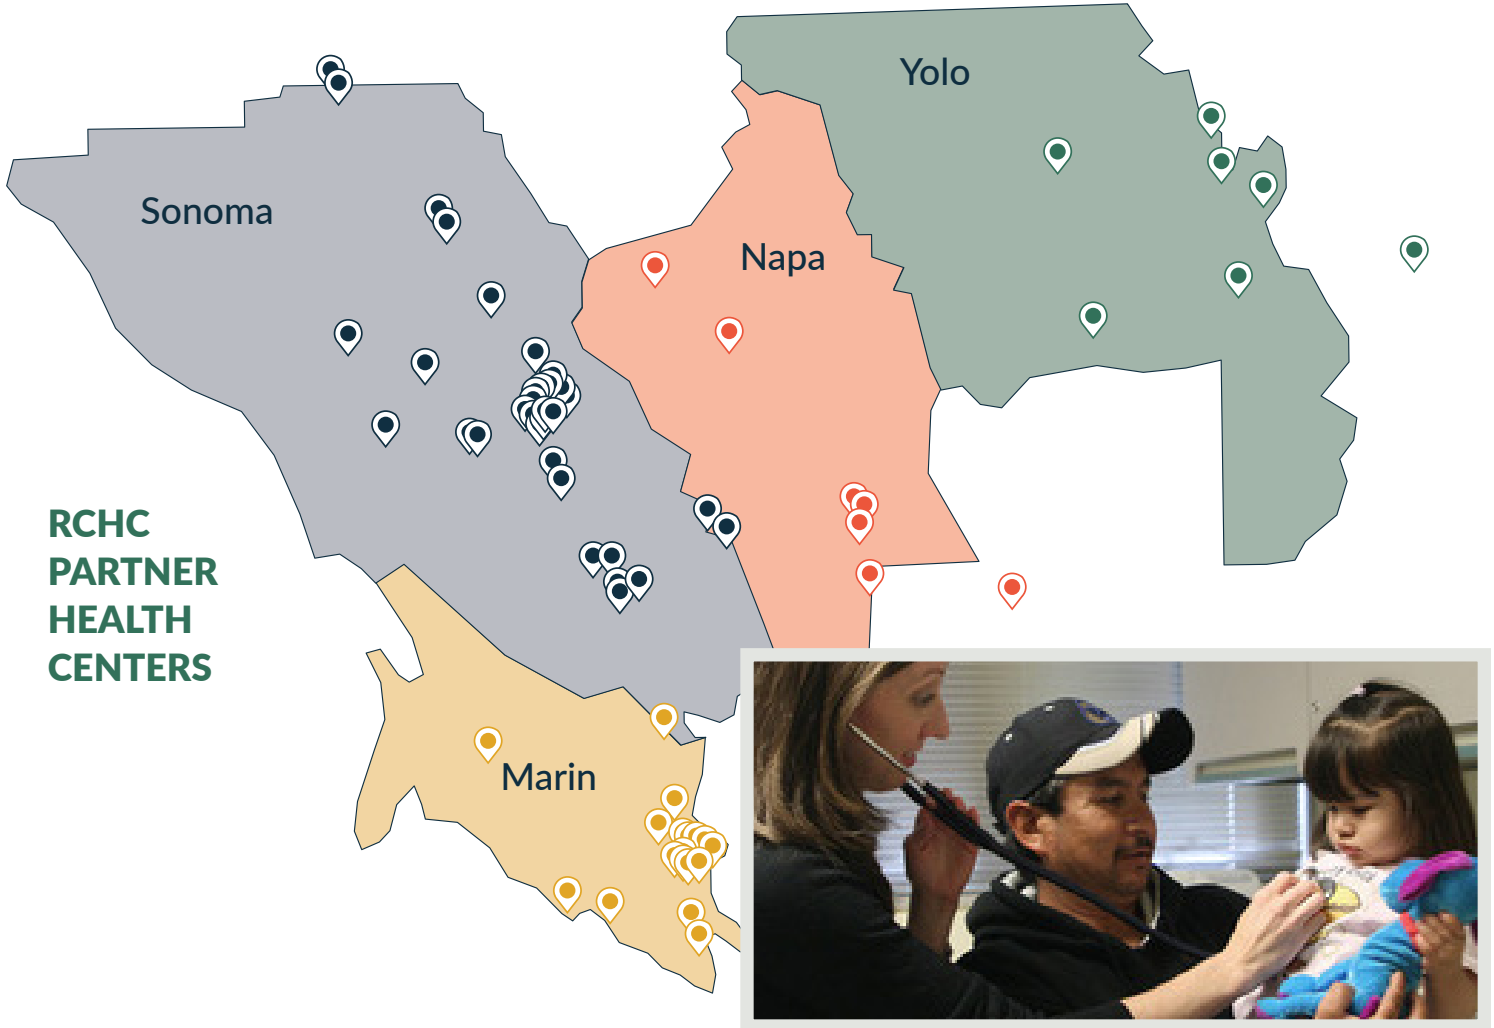 Yolo
Sonoma
Napa
RCHC
PARTNER
HEALTH
CENTERS
Marin